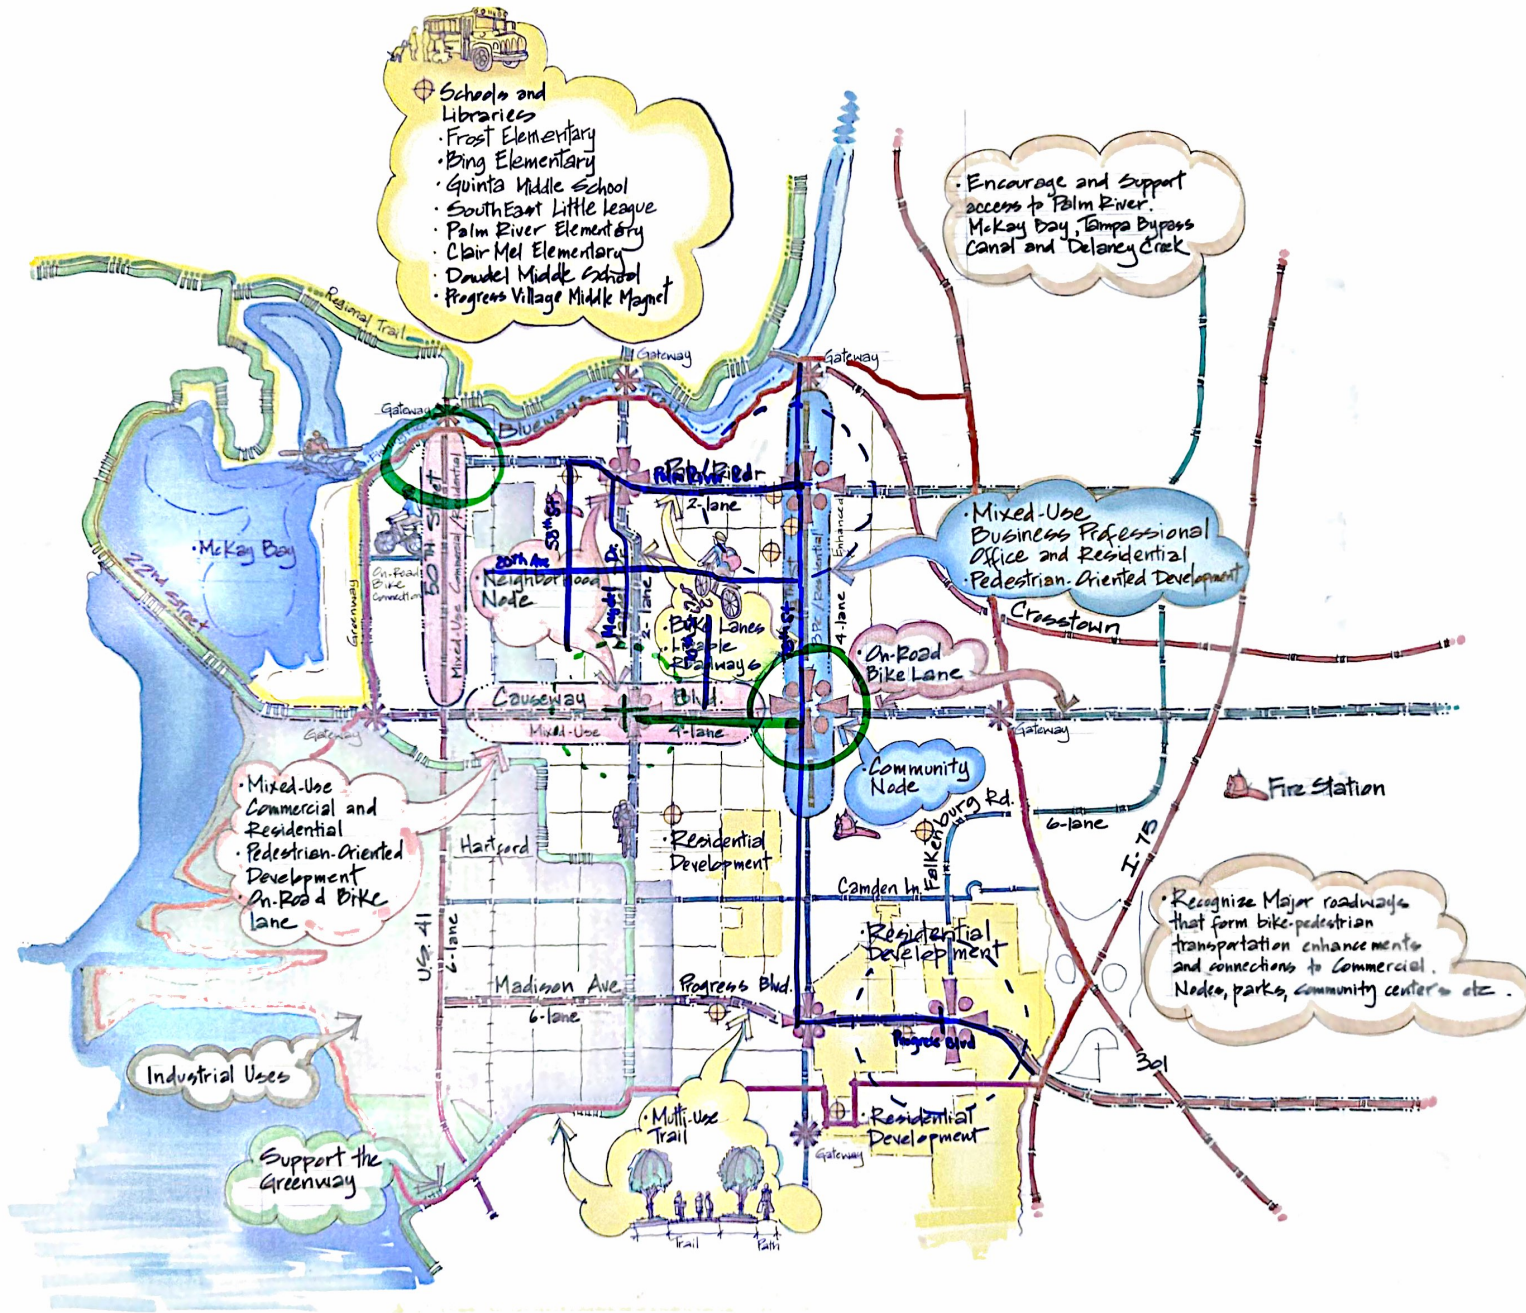 Schools and
Libraries
· Frost Elementary
· Bing Elementary
· Guinta Middle School
· SouthEast Little League
· Palm River Elementary
· Clair Mel Elementary
· Dowdel Middle School
· Progress Village Middle Magnet
· Encourage and Support
access to Palm River.
McKay Bay, Tampa Bypass
Canal and Delaney Creek
Regional Trail
Gateway
Gateway
Gateway
Blueways
Palm River Rd
2-lane
50TH Street
Mixed Use Commercial/Residential
58th St
20th Ave
· Neighborhood
Node
2-lane
· McKay Bay
22nd Street
Greenway
On-Road
Bike
Connection
· Bike Lanes
· Livable
Roadways
Enhanced
4-lane
· Mixed-Use
Business Professional
Office and Residential
· Pedestrian-Oriented Development
Crosstown
· On-Road
Bike Lane
Causeway Blvd.
Mixed-Use
4-lane
Gateway
Gateway
· Community
Node
Fire Station
· Mixed-Use
Commercial and
Residential
· Pedestrian-Oriented
Development
· On-Road Bike
Lane
Hartford
· Residential
Development
Falkenburg Rd.
6-lane
I-75
Camden Ln.
U.S. 41
6-lane
· Residential
Development
· Recognize Major roadways
that form bike-pedestrian
transportation enhancements
and connections to Commercial.
Nodes, parks, community centers etc.
Madison Ave
6-lane
Progress Blvd.
Progress Blvd
301
Industrial Uses
· Multi-Use
Trail
· Residential
Development
Support the
Greenway
Gateway
Trail
Path